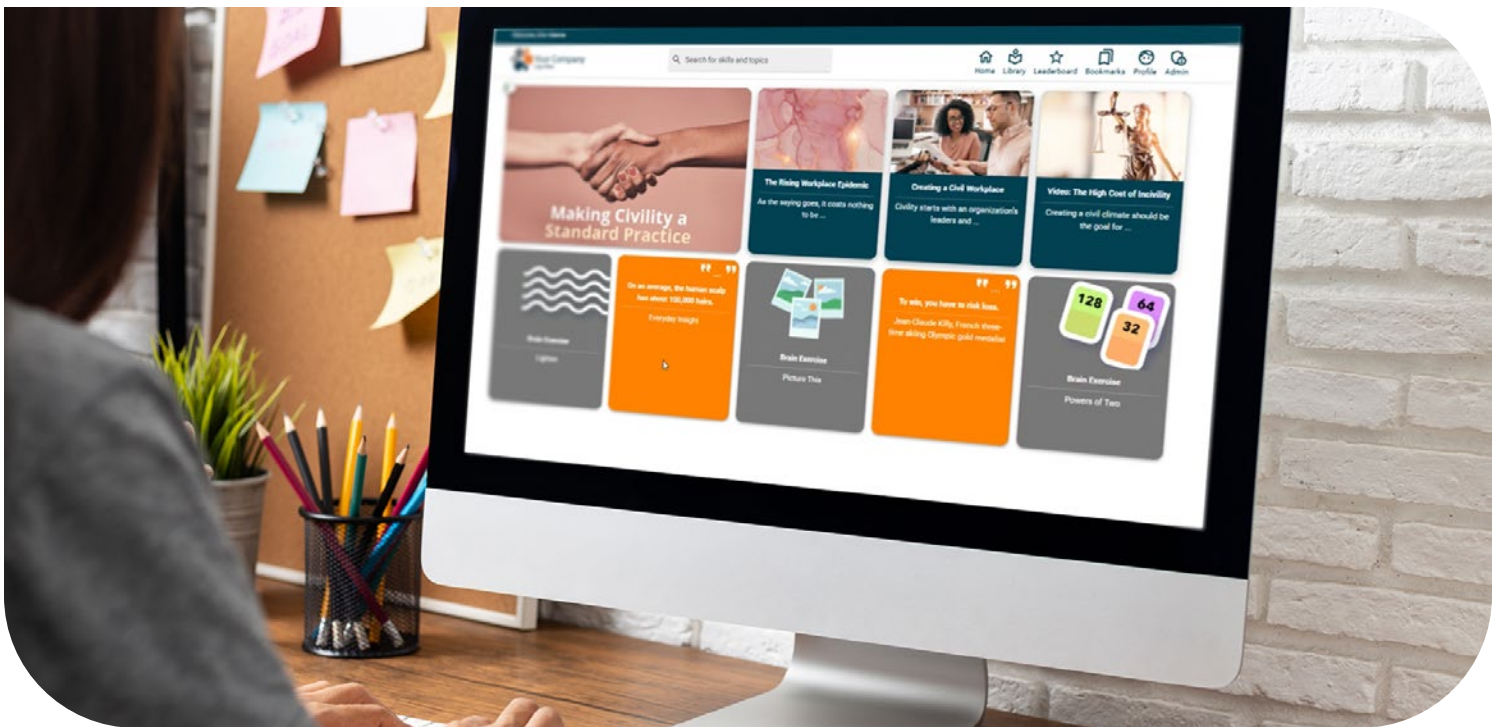 Your Company
Search for skills and topics
Home Library Leaderboard Bookmarks Profile Admin
Making Civility a
Standard Practice
The Rising Workplace Epidemic
As the saying goes, it costs nothing
to be ...
Creating a Civil Workplace
Civility starts with an organization's
leaders and ...
Video: The High Cost of Incivility
Creating a civil climate should be
the goal for ...
Brain Exercise
On an average, the human scalp
has about 100,000 hairs.
Everyday Insight
Brain Exercise
Picture This
To win, you have to risk loss.
Jean-Claude Killy, French three-
time skiing Olympic gold medalist
128
64
32
Brain Exercise
Powers of Two